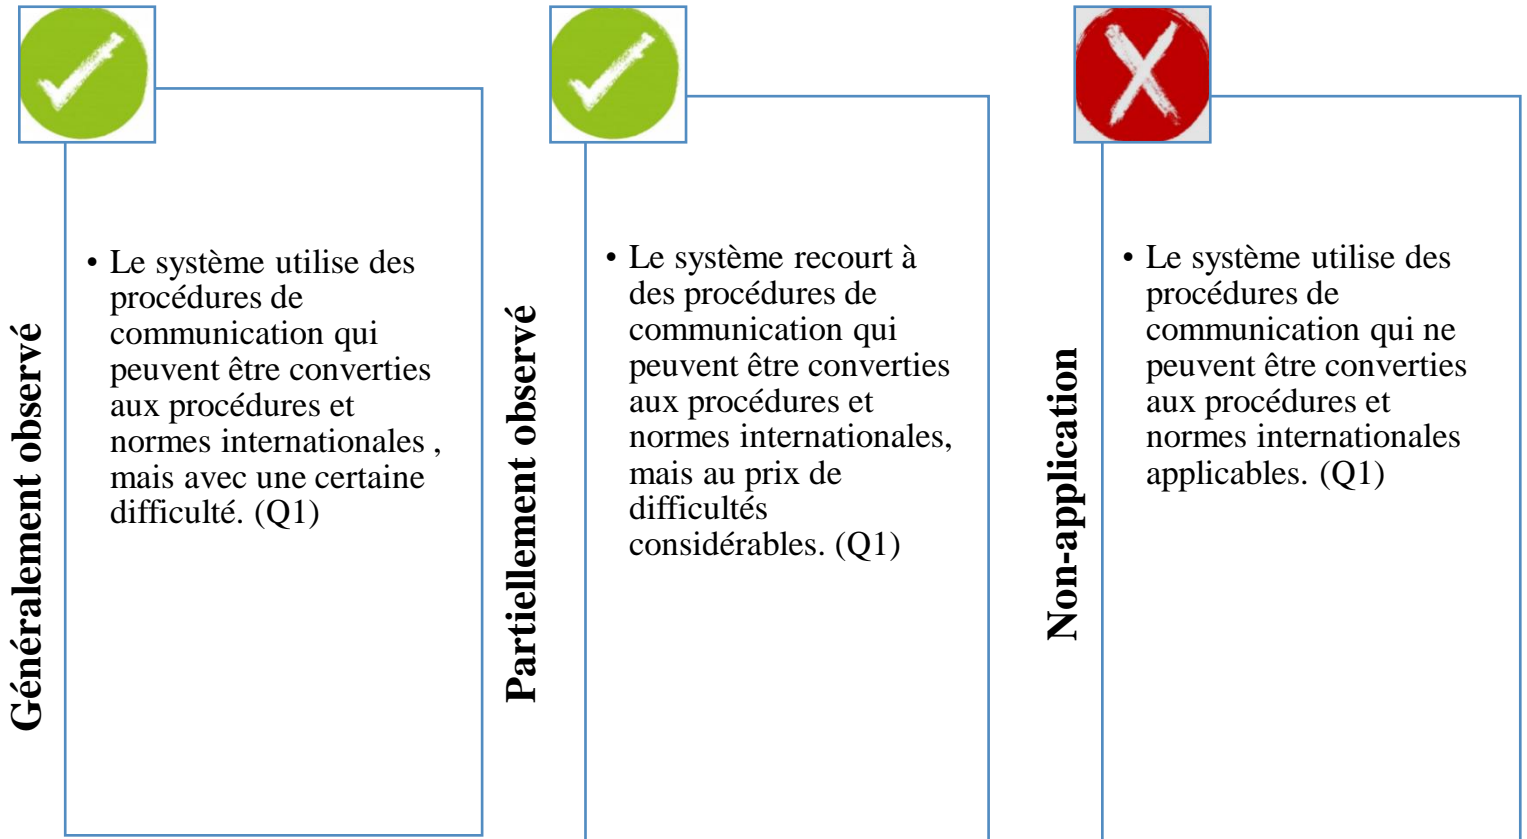 Généralement observé
• Le système utilise des
procédures de
communication qui
peuvent être converties
aux procédures et
normes internationales ,
mais avec une certaine
difficulté. (Q1)
Partiellement observé
• Le système recourt à
des procédures de
communication qui
peuvent être converties
aux procédures et
normes internationales,
mais au prix de
difficultés
considérables. (Q1)
Non-application
• Le système utilise des
procédures de
communication qui ne
peuvent être converties
aux procédures et
normes internationales
applicables. (Q1)